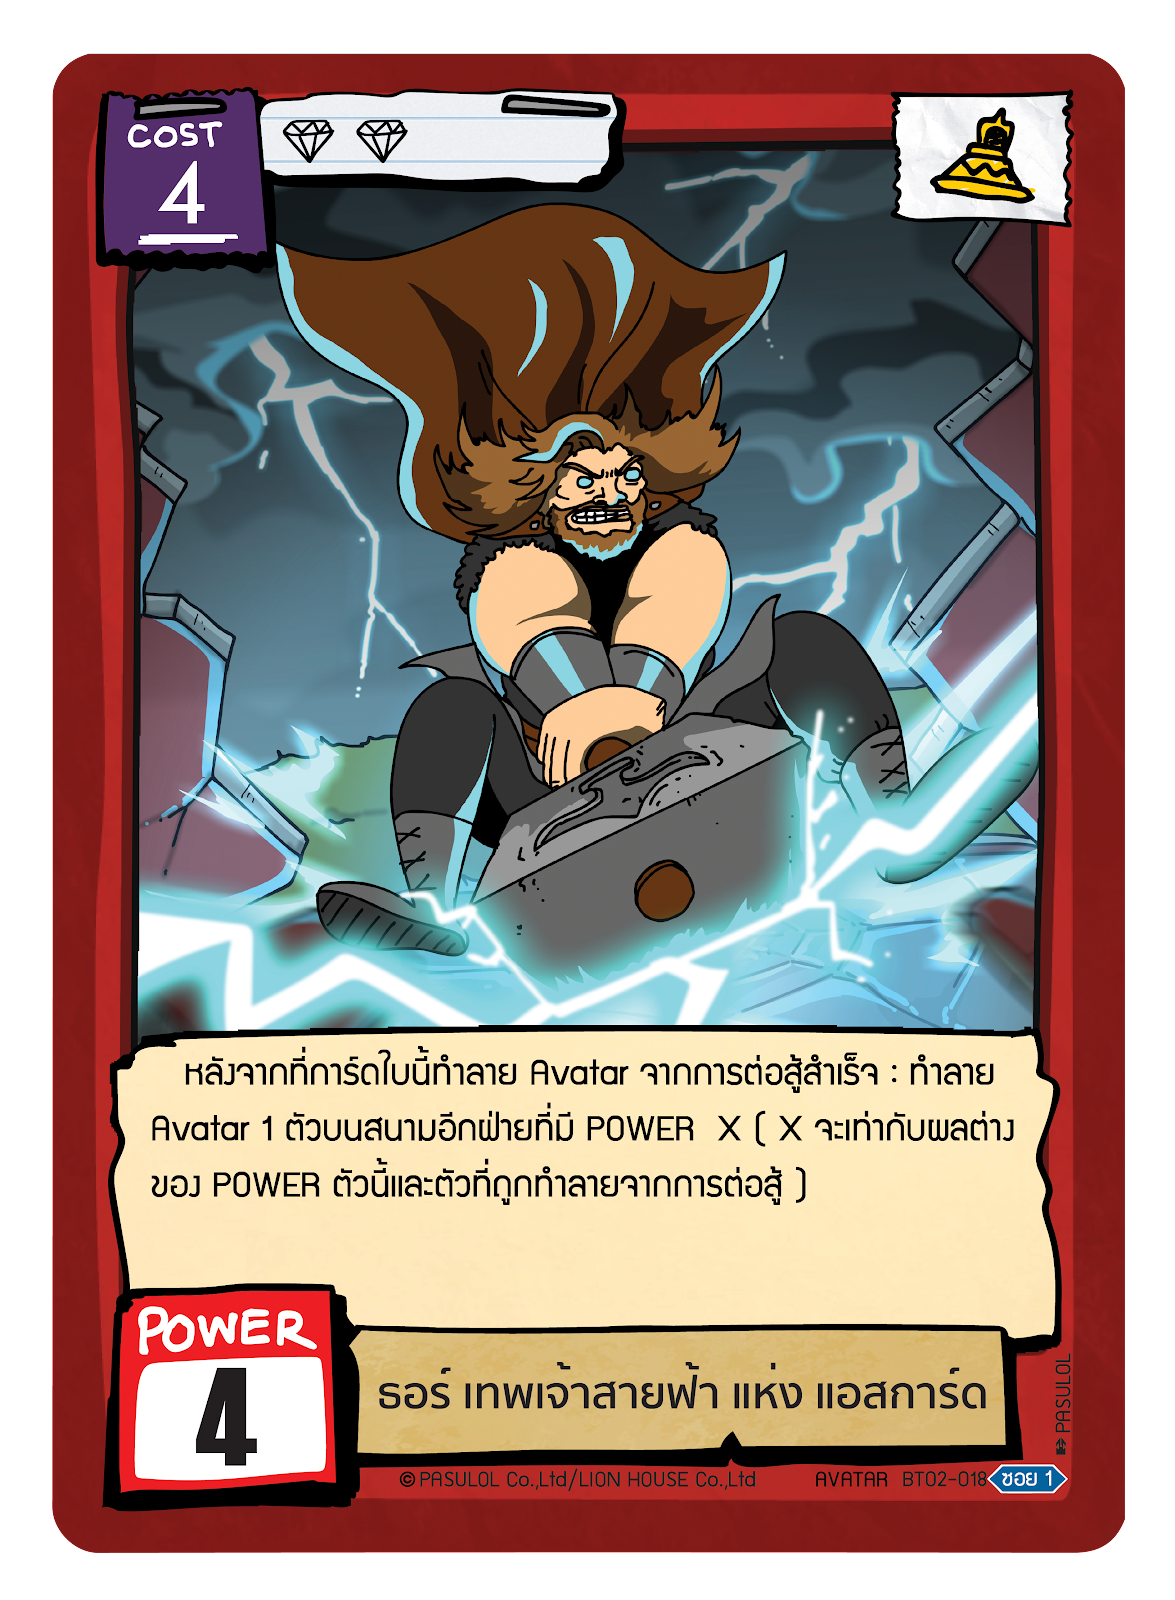 COST
4
หลังจากที่การ์ดใบนี้ทำลาย Avatar จากการต่อสู้สำเร็จ : ทำลาย
Avatar 1 ตัวบนสนามอีกฝ่ายที่มี POWER X ( X จะเท่ากับผลต่าง
ของ POWER ตัวนี้และตัวที่ถูกทำลายจากการต่อสู้ )
POWER
4
ธอร์ เทพเจ้าสายฟ้า แห่ง แอสการ์ด
PASULOL
© PASULOL Co.,Ltd/LION HOUSE Co.,Ltd AVATAR BT02-018 ซอย 1